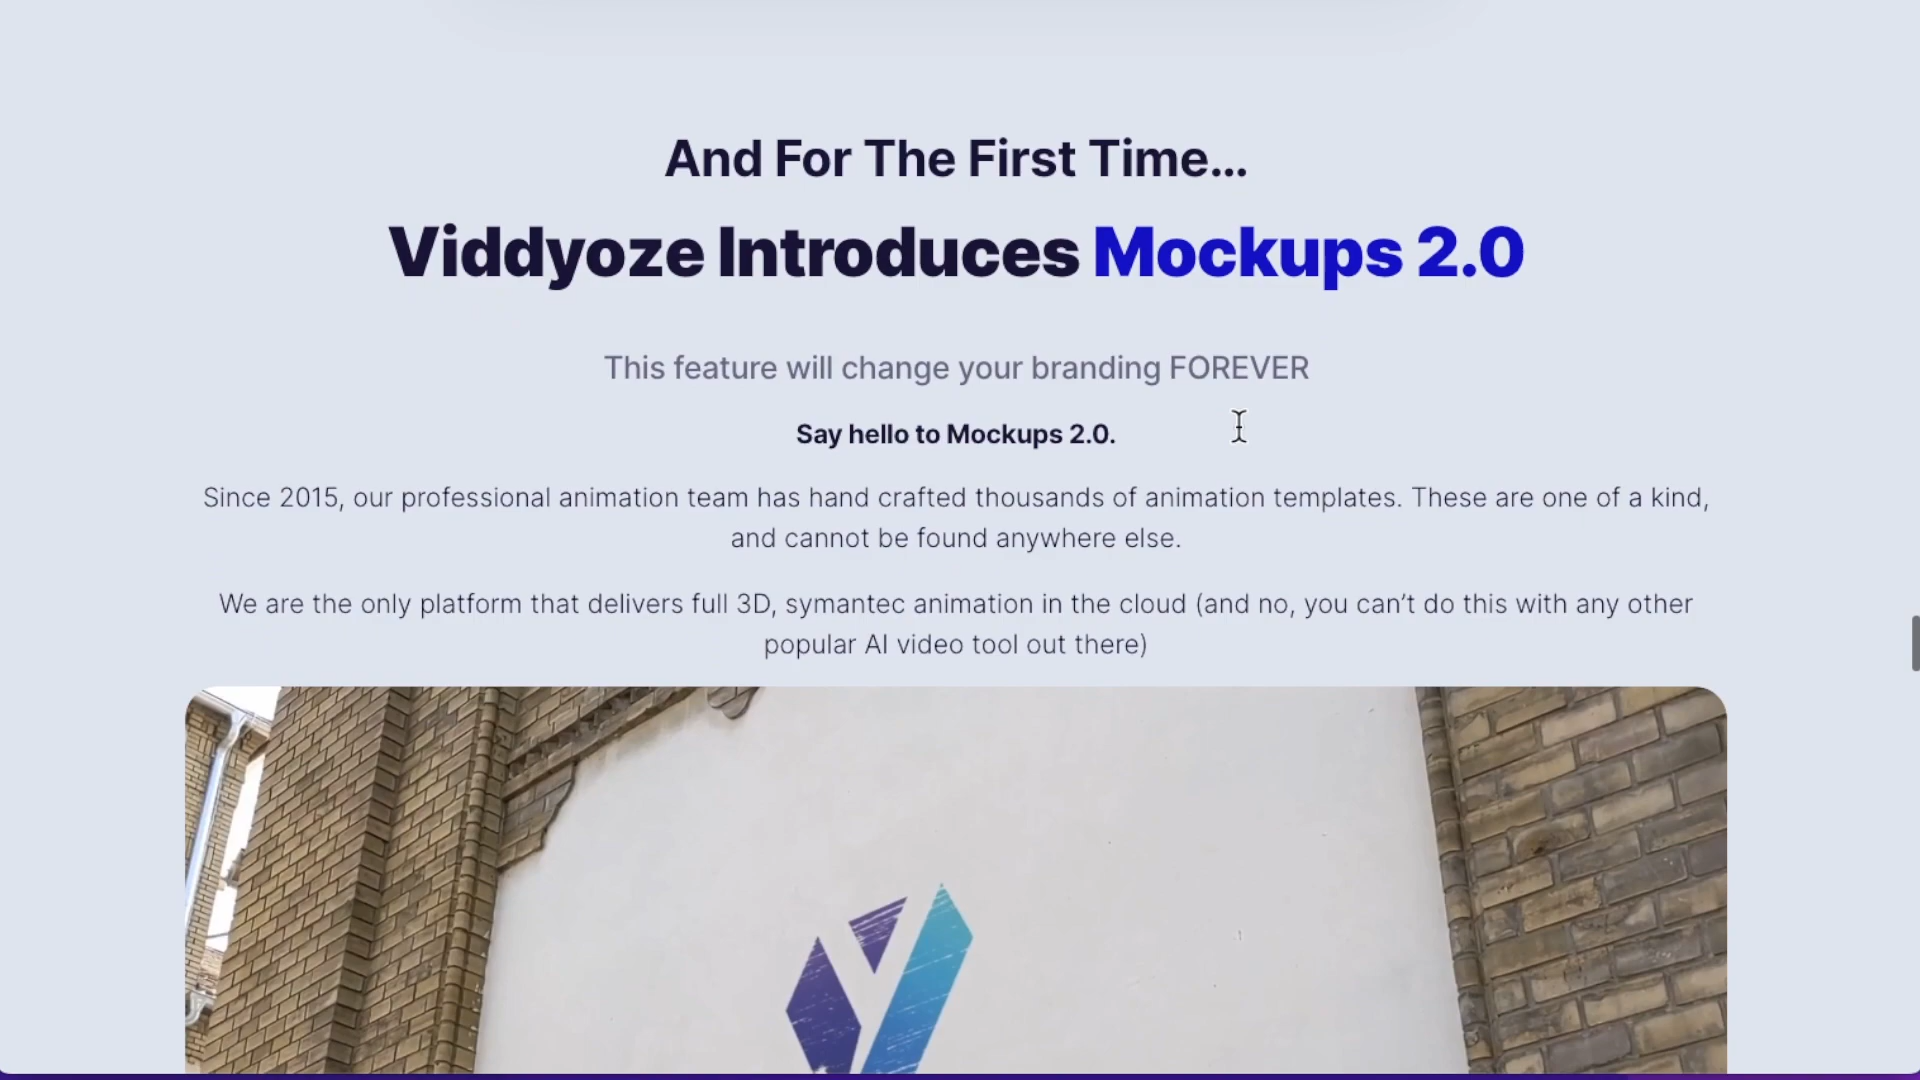 And For The First Time...
Viddyoze Introduces Mockups 2.0
This feature will change your branding FOREVER
Say hello to Mockups 2.0.
Since 2015, our professional animation team has hand crafted thousands of animation templates. These are one of a kind,
and cannot be found anywhere else.
We are the only platform that delivers full 3D, symantec animation in the cloud (and no, you can’t do this with any other
popular AI video tool out there)